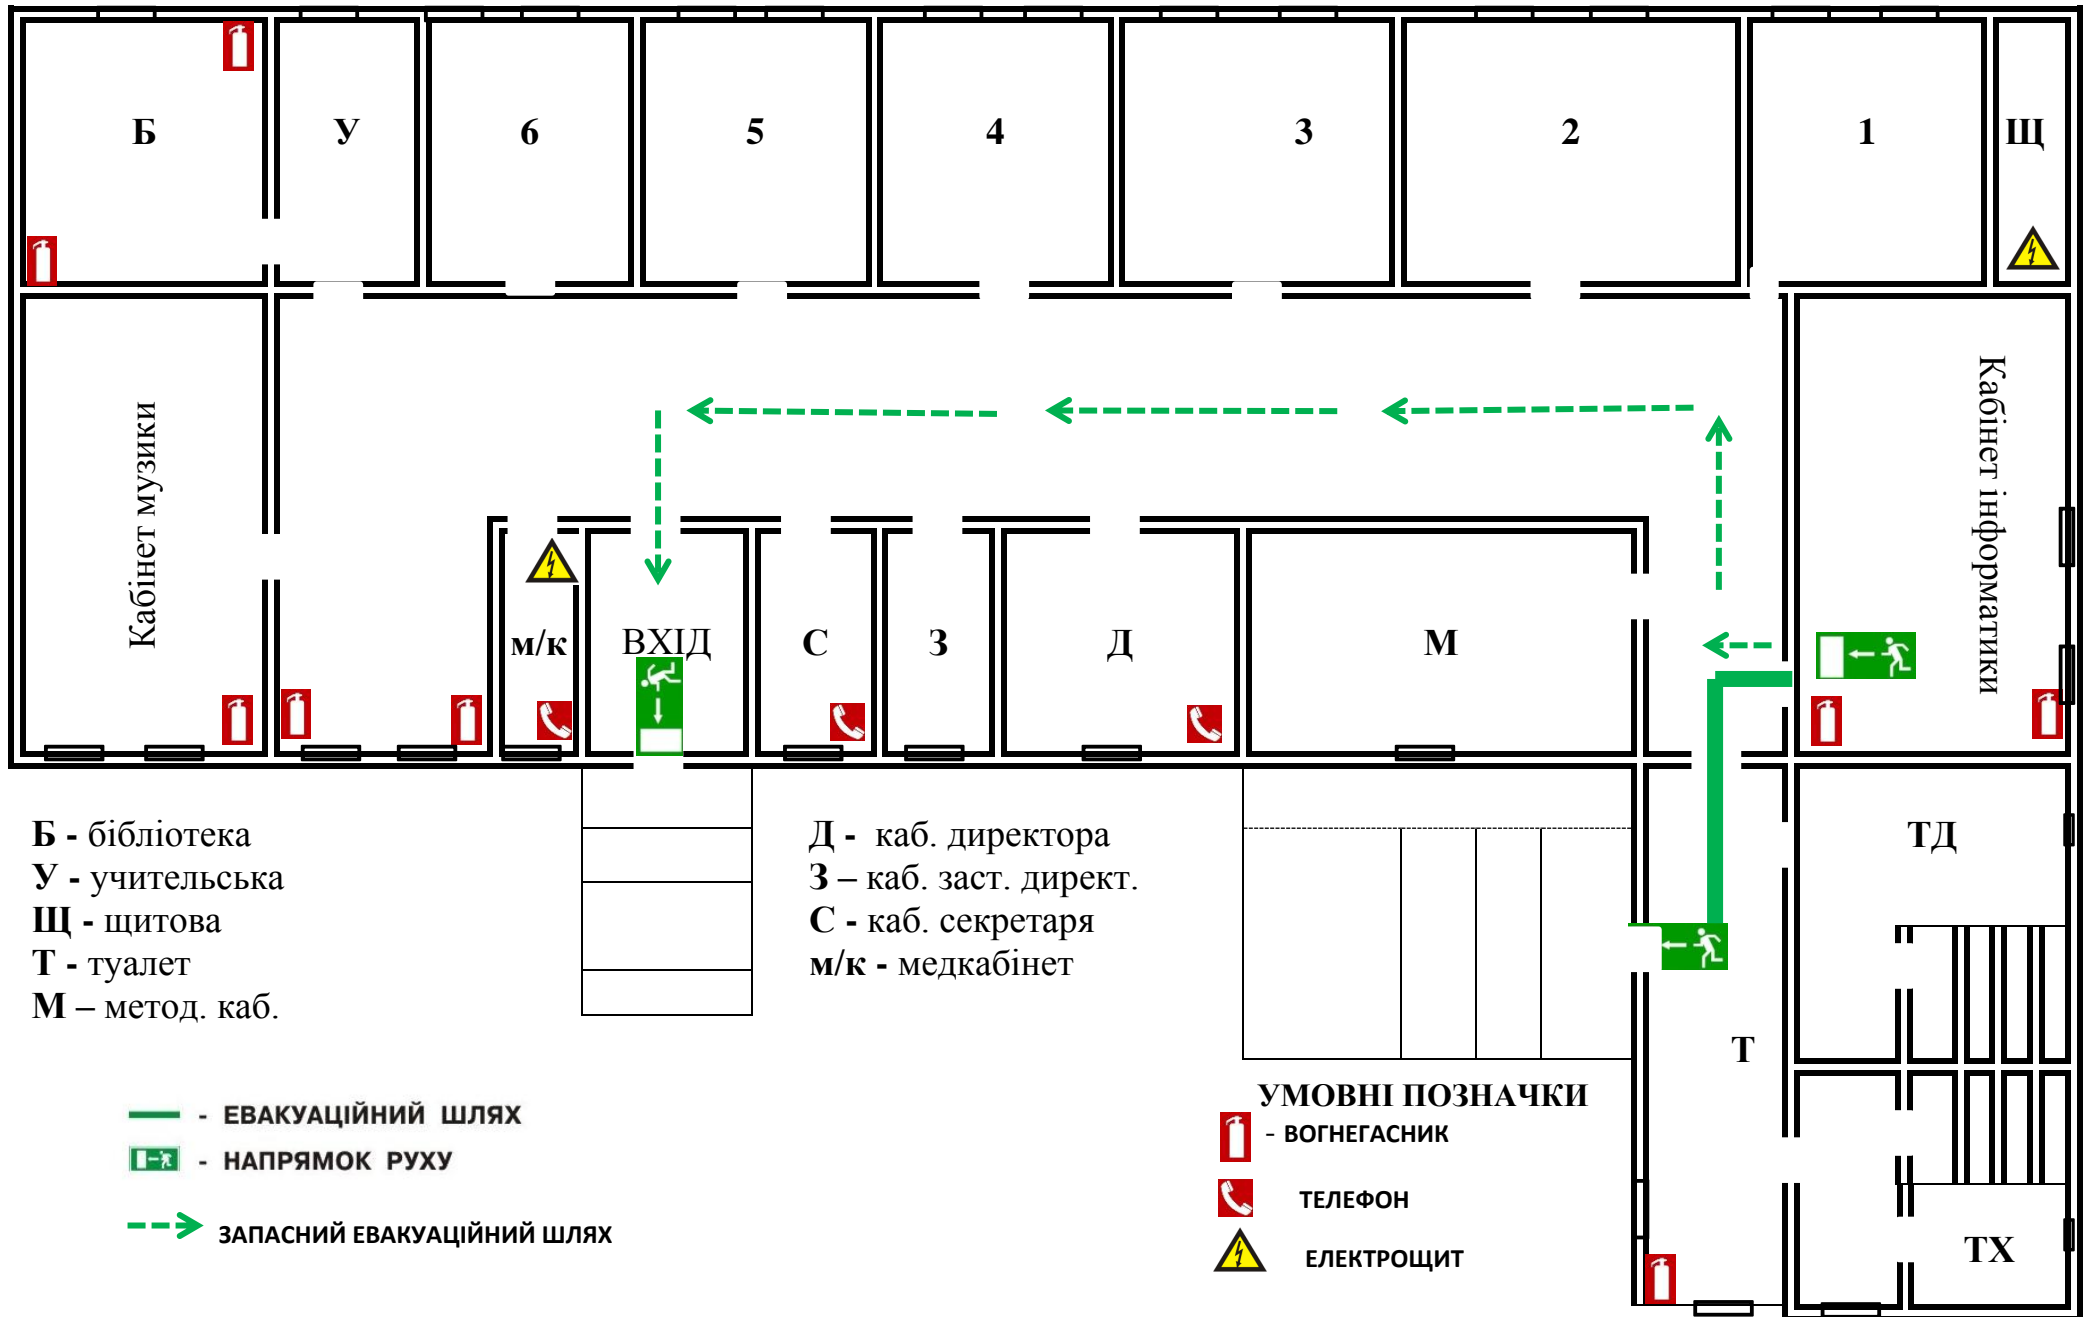 Б
У
6
5
4
3
2
1
Щ
Кабінет музики
Кабінет інформатики
м/к
ВХІД
С
З
Д
М
Б - бібліотека
У - учительська
Щ - щитова
Т - туалет
М – метод. каб.
Д - каб. директора
З – каб. заст. директ.
С - каб. секретаря
м/к - медкабінет
ТД
Т
ТХ
- ЕВАКУАЦІЙНИЙ ШЛЯХ
- НАПРЯМОК РУХУ
ЗАПАСНИЙ ЕВАКУАЦІЙНИЙ ШЛЯХ
УМОВНІ ПОЗНАЧКИ
- ВОГНЕГАСНИК
ТЕЛЕФОН
ЕЛЕКТРОЩИТ